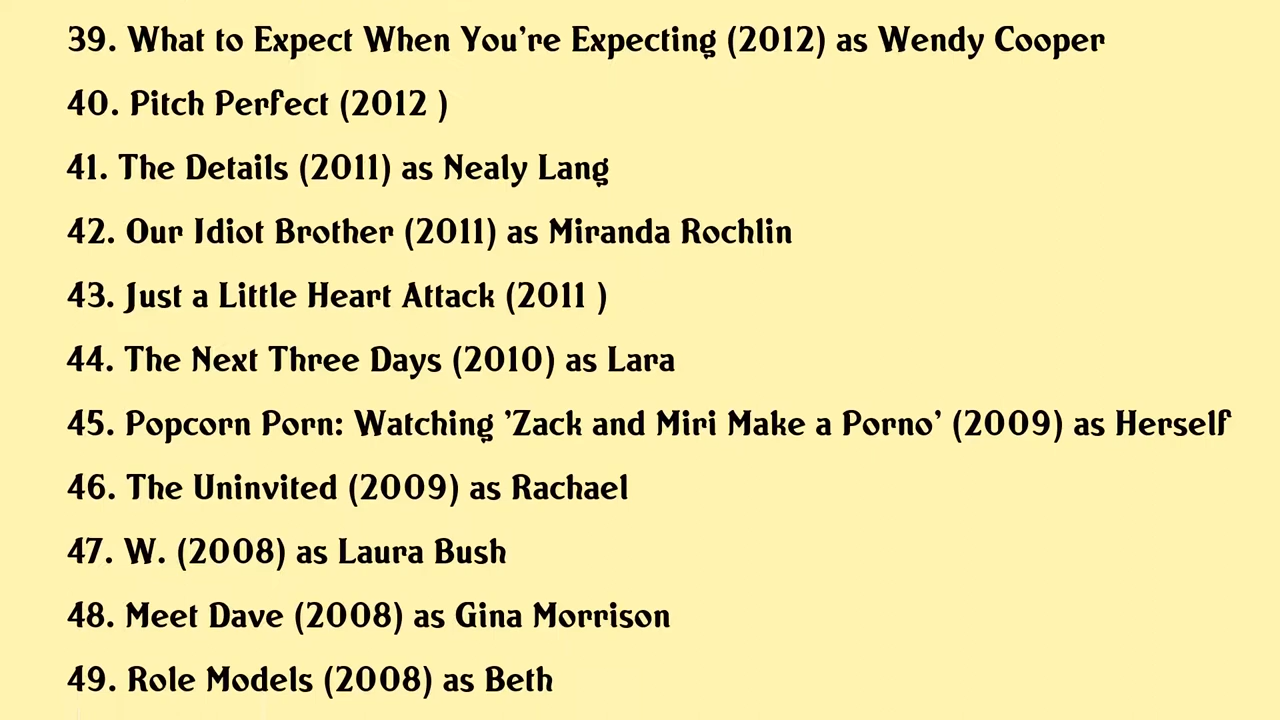 39. What to Expect When You're Expecting (2012) as Wendy Cooper
40. Pitch Perfect (2012 )
41. The Details (2011) as Nealy Lang
42. Our Idiot Brother (2011) as Miranda Rochlin
43. Just a Little Heart Attack (2011 )
44. The Next Three Days (2010) as Lara
45. Popcorn Porn: Watching 'Zack and Miri Make a Porno' (2009) as Herself
46. The Uninvited (2009) as Rachael
47. W. (2008) as Laura Bush
48. Meet Dave (2008) as Gina Morrison
49. Role Models (2008) as Beth